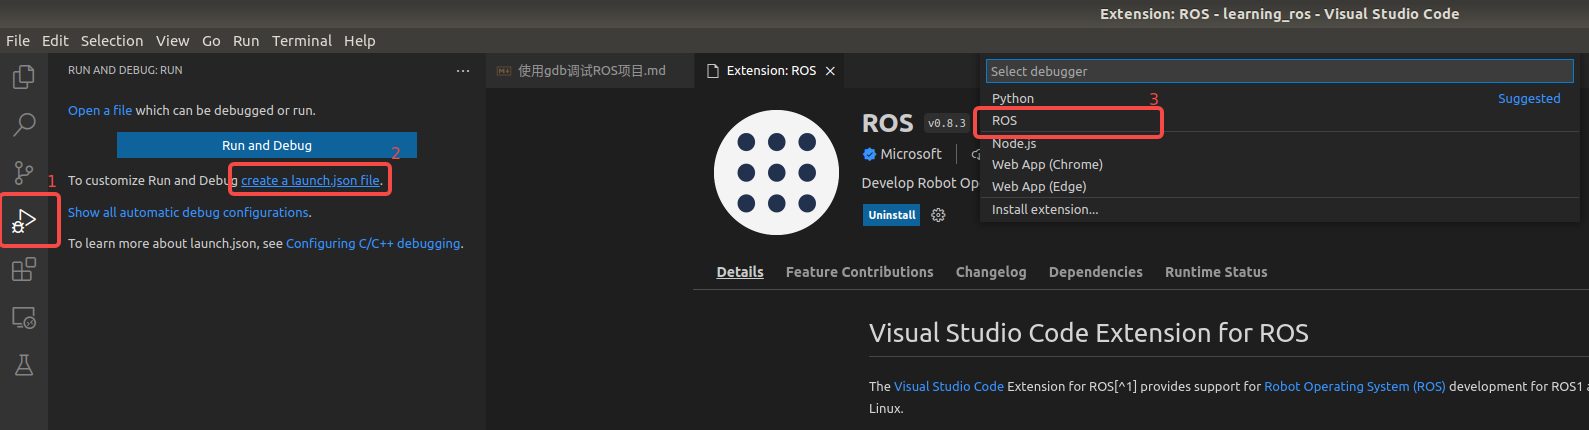 Extension: ROS - learning_ros - Visual Studio Code
File Edit Selection View Go Run Terminal Help
RUN AND DEBUG: RUN
Open a file which can be debugged or run.
Run and Debug
2
To customize Run and Debug create a launch.json file.
1
Show all automatic debug configurations.
To learn more about launch.json, see Configuring C/C++ debugging.
使用gdb调试ROS项目.md
Extension: ROS
ROS v0.8.3
Microsoft
Develop Robot Op
Uninstall
Select debugger
Python Suggested
3
ROS
Node.js
Web App (Chrome)
Web App (Edge)
Install extension...
Details Feature Contributions Changelog Dependencies Runtime Status
Visual Studio Code Extension for ROS
The Visual Studio Code Extension for ROS[^1] provides support for Robot Operating System (ROS) development for ROS1 a
Linux.